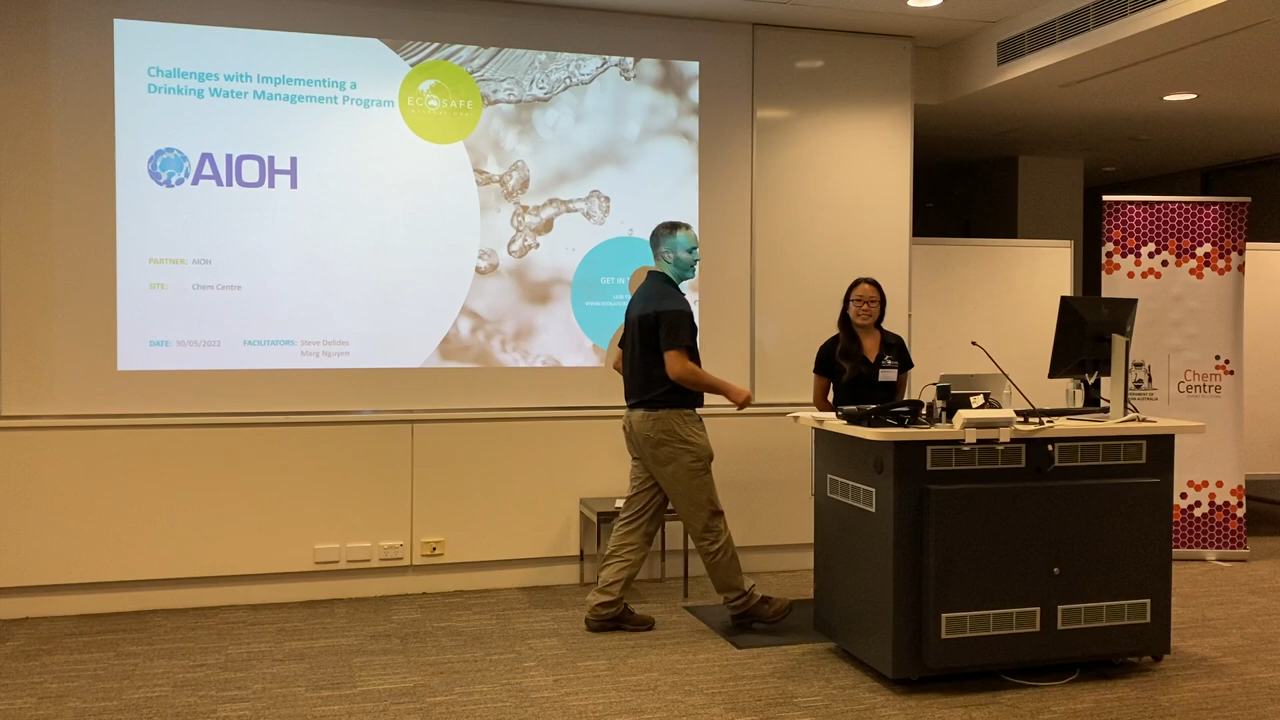 Challenges with Implementing a
Drinking Water Management Program
ECOSAFE
AIOH
PARTNER: AIOH
SITE: Chem Centre
DATE: 30/05/2022 FACILITATORS: Steve Delides
Marg Nguyen
GET IN
Chem
Centre